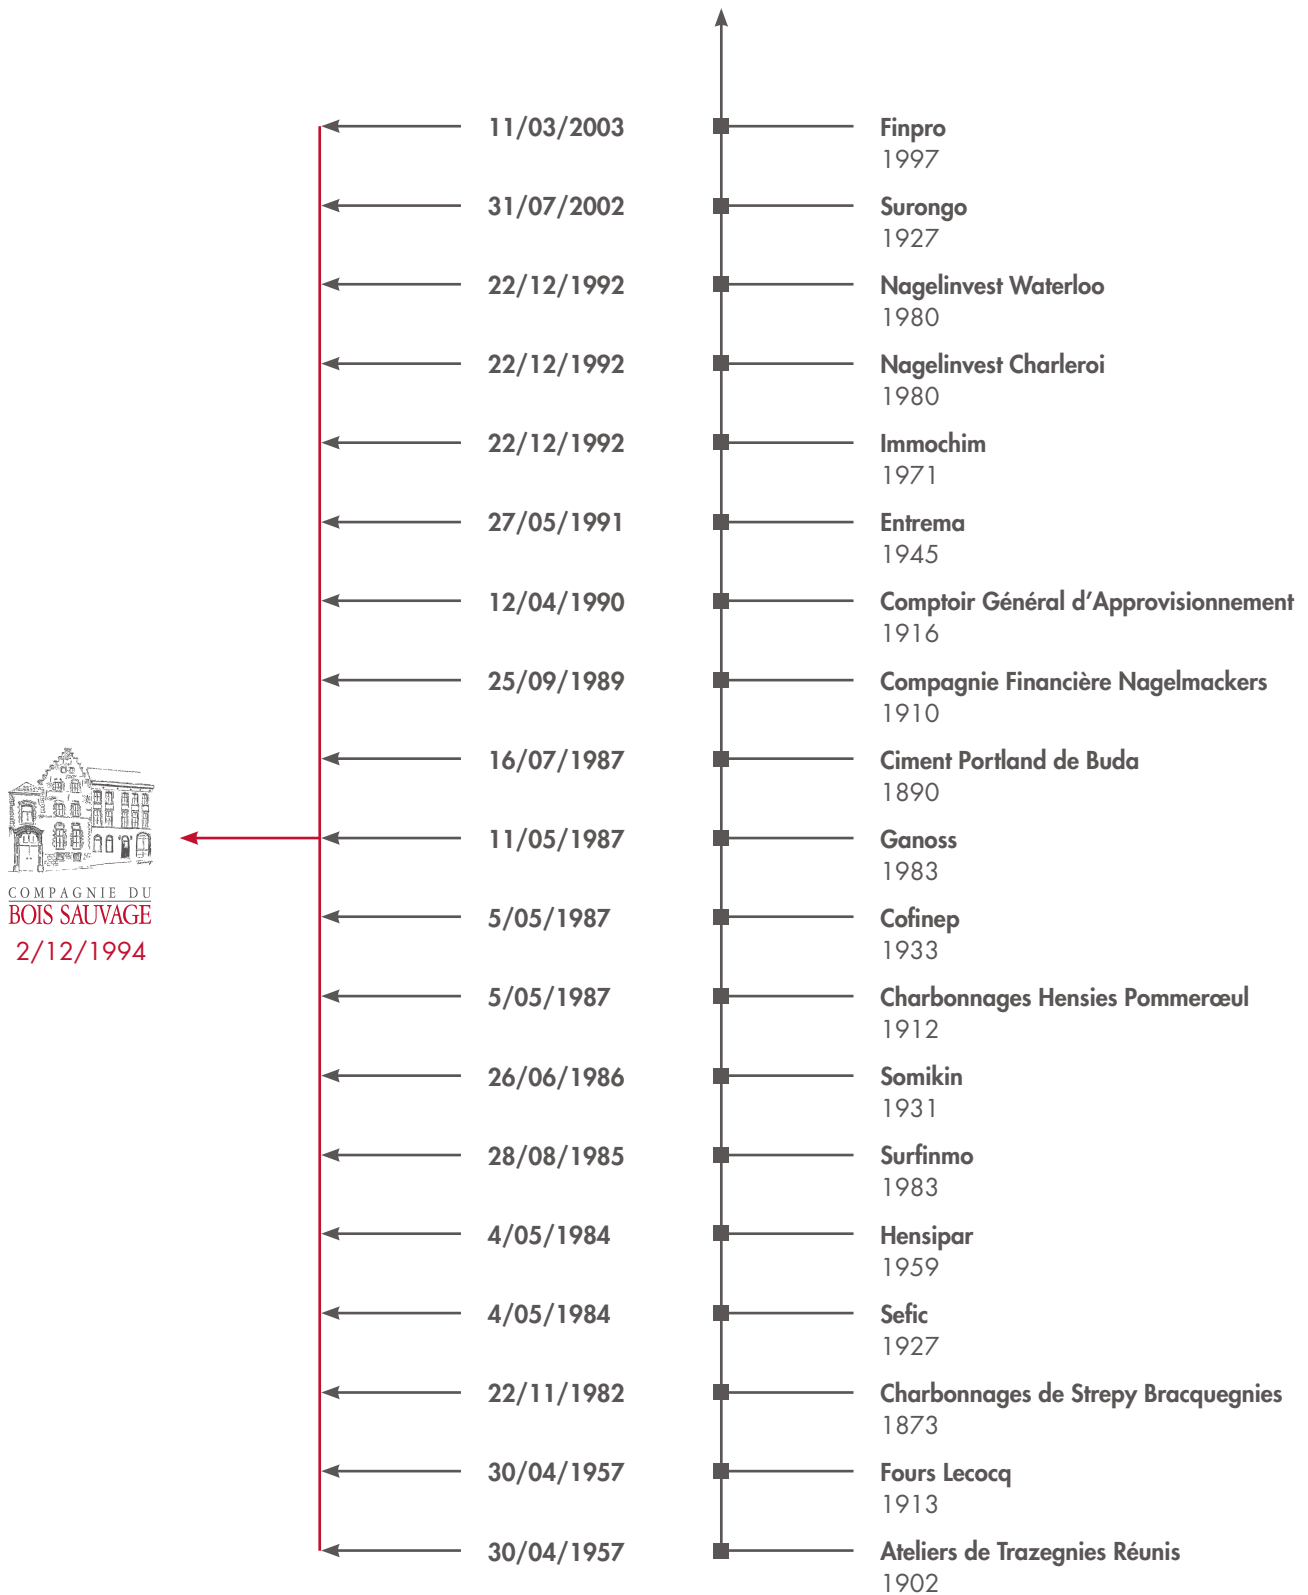 11/03/2003 Finpro
1997
31/07/2002 Surongo
1927
22/12/1992 Nagelinvest Waterloo
1980
22/12/1992 Nagelinvest Charleroi
1980
22/12/1992 Immochim
1971
27/05/1991 Entrema
1945
12/04/1990 Comptoir Général d’Approvisionnement
1916
25/09/1989 Compagnie Financière Nagelmackers
1910
16/07/1987 Ciment Portland de Buda
1890
11/05/1987 Ganoss
1983
COMPAGNIE DU
BOIS SAUVAGE
2/12/1994
5/05/1987 Cofinep
1933
5/05/1987 Charbonnages Hensies Pommerœul
1912
26/06/1986 Somikin
1931
28/08/1985 Surfinmo
1983
4/05/1984 Hensipar
1959
4/05/1984 Sefic
1927
22/11/1982 Charbonnages de Strepy Bracquegnies
1873
30/04/1957 Fours Lecocq
1913
30/04/1957 Ateliers de Trazegnies Réunis
1902